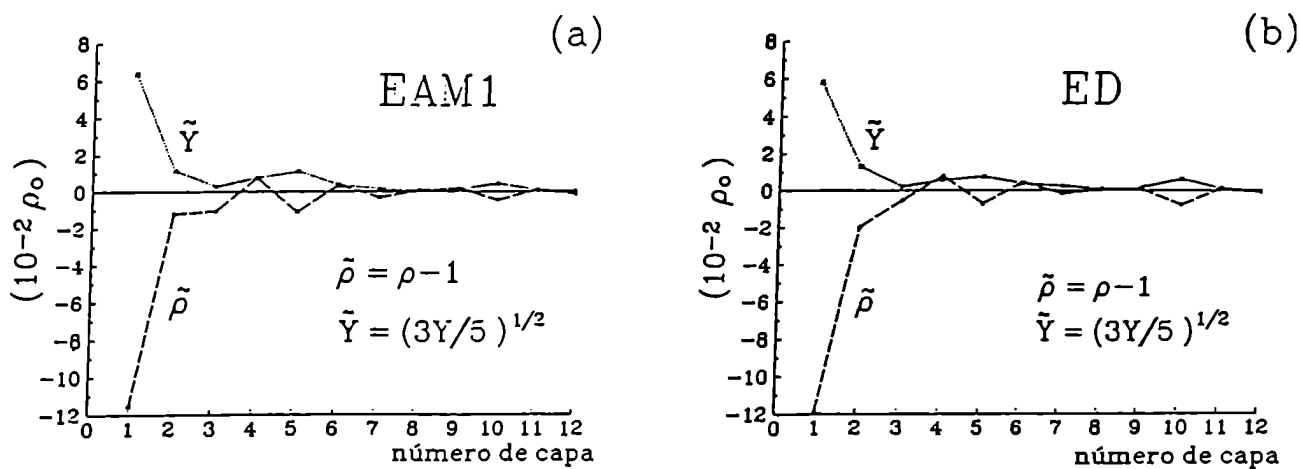 (a)
EAM1
(10⁻² ρ₀)
8
6
4
2
0
−2
−4
−6
−8
−10
−12
Ỹ
ρ̃
ρ̃ = ρ−1
Ỹ = (3Y/5)^1/2
0 1 2 3 4 5 6 7 8 9 10 11 12
número de capa
(b)
ED
(10⁻² ρ₀)
8
6
4
2
0
−2
−4
−6
−8
−10
−12
Ỹ
ρ̃
ρ̃ = ρ−1
Ỹ = (3Y/5)^1/2
0 1 2 3 4 5 6 7 8 9 10 11 12
número de capa